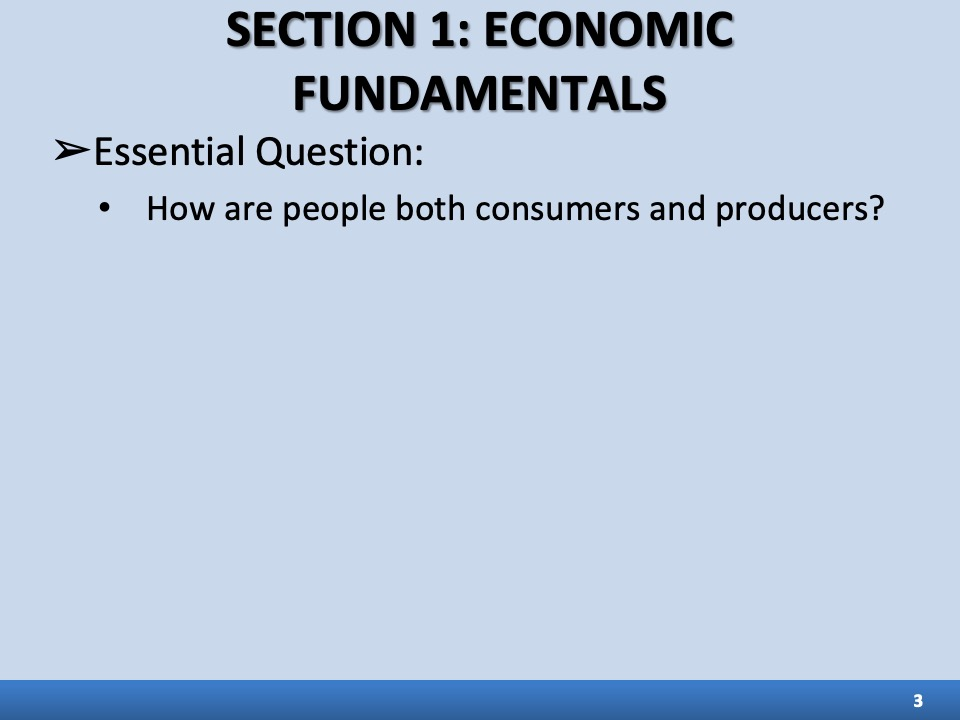 SECTION 1: ECONOMIC
FUNDAMENTALS
➢Essential Question:
• How are people both consumers and producers?
3